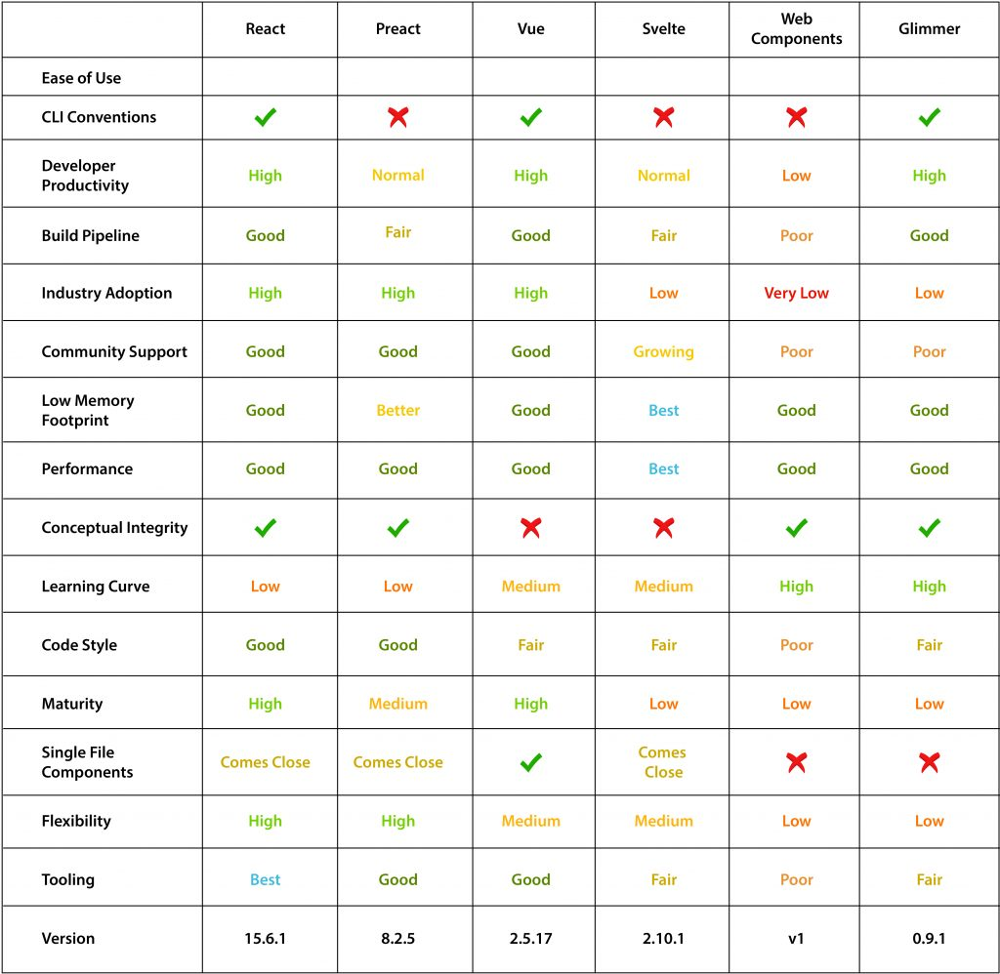 React Preact Vue Svelte Web Components Glimmer
Ease of Use
CLI Conventions
Developer Productivity High Normal High Normal Low High
Build Pipeline Good Fair Good Fair Poor Good
Industry Adoption High High High Low Very Low Low
Community Support Good Good Good Growing Poor Poor
Low Memory Footprint Good Better Good Best Good Good
Performance Good Good Good Best Good Good
Conceptual Integrity
Learning Curve Low Low Medium Medium High High
Code Style Good Good Fair Fair Poor Fair
Maturity High Medium High Low Low Low
Single File Components Comes Close Comes Close Comes Close
Flexibility High High Medium Medium Low Low
Tooling Best Good Good Fair Poor Fair
Version 15.6.1 8.2.5 2.5.17 2.10.1 v1 0.9.1